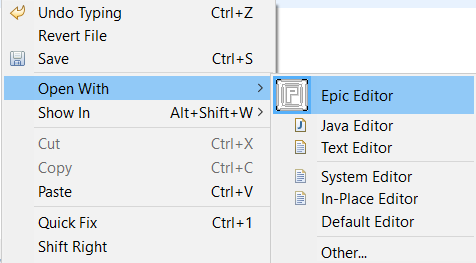 Undo Typing Ctrl+Z
Revert File
Save Ctrl+S
Open With
Show In Alt+Shift+W
Cut Ctrl+X
Copy Ctrl+C
Paste Ctrl+V
Quick Fix Ctrl+1
Shift Right
Epic Editor
Java Editor
Text Editor
System Editor
In-Place Editor
Default Editor
Other...